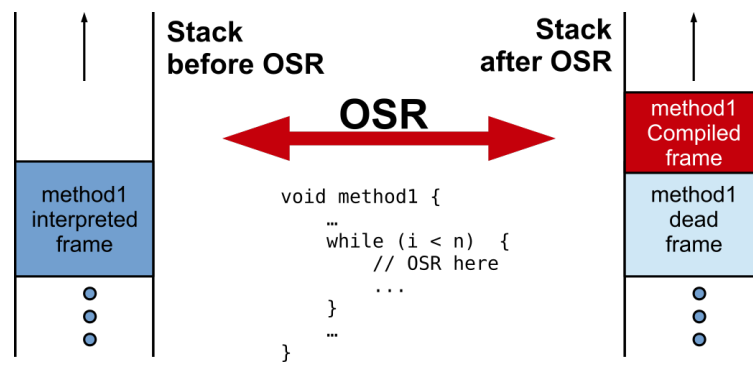 Stack
before OSR
Stack
after OSR
OSR
method1
interpreted
frame
void method1 {
    …
    while (i < n)  {
        // OSR here
        ...
    }
    …
}
method1
Compiled
frame
method1
dead
frame